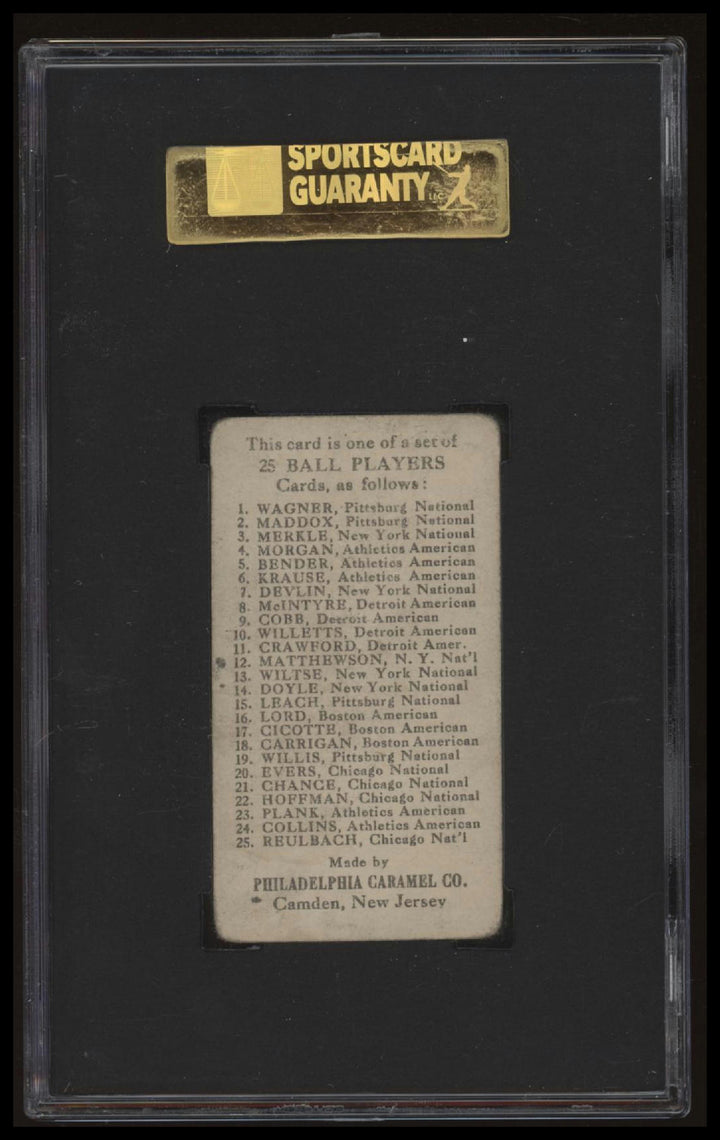 SPORTSCARD
GUARANTY LLC
This card is one of a set of
25 BALL PLAYERS
Cards, as follows:
1. WAGNER, Pittsburg National
2. MADDOX, Pittsburg National
3. MERKLE, New York National
4. MORGAN, Athletics American
5. BENDER, Athletics American
6. KRAUSE, Athletics American
7. DEVLIN, New York National
8. McINTYRE, Detroit American
9. COBB, Detroit American
10. WILLETTS, Detroit American
11. CRAWFORD, Detroit Amer.
12. MATTHEWSON, N. Y. Nat'l
13. WILTSE, New York National
14. DOYLE, New York National
15. LEACH, Pittsburg National
16. LORD, Boston American
17. CICOTTE, Boston American
18. CARRIGAN, Boston American
19. WILLIS, Pittsburg National
20. EVERS, Chicago National
21. CHANCE, Chicago National
22. HOFFMAN, Chicago National
23. PLANK, Athletics American
24. COLLINS, Athletics American
25. REULBACH, Chicago Nat'l
Made by
PHILADELPHIA CARAMEL CO.
Camden, New Jersey